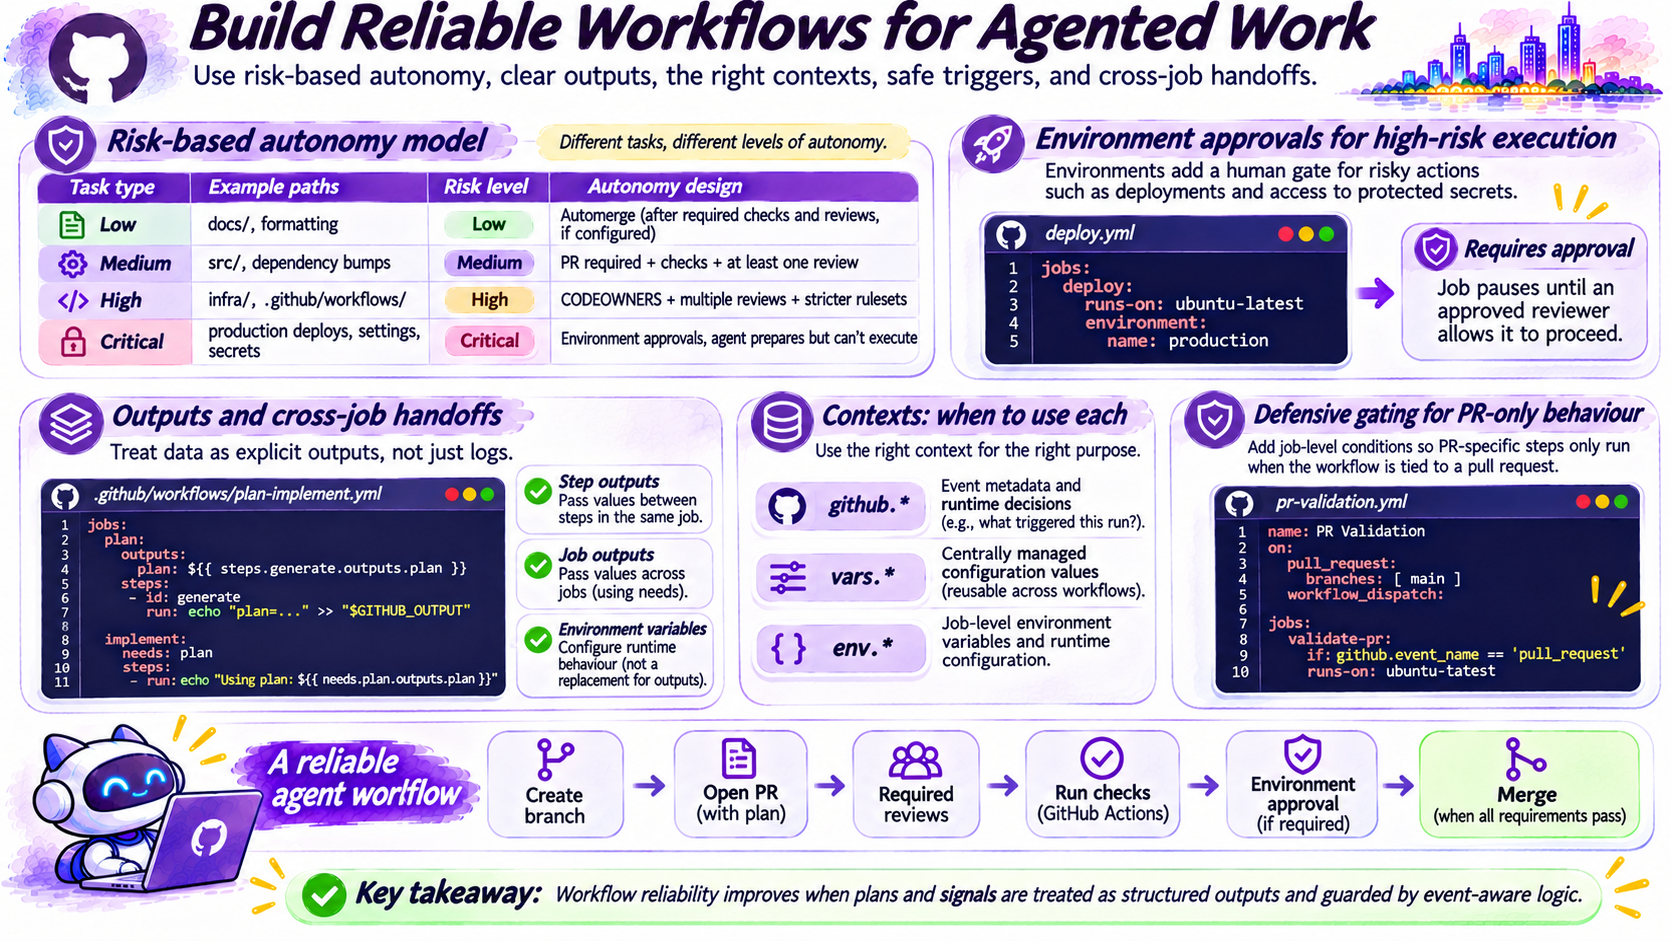 Build Reliable Workflows for Agented Work
Use risk-based autonomy, clear outputs, the right contexts, safe triggers, and cross-job handoffs.
Risk-based autonomy model
Different tasks, different levels of autonomy.
Task type
Example paths
Risk level
Autonomy design
Low
docs/, formatting
Low
Automerge (after required checks and reviews,
if configured)
Medium
src/, dependency bumps
Medium
PR required + checks + at least one review
High
infra/, .github/workflows/
High
CODEOWNERS + multiple reviews + stricter rulesets
Critical
production deploys, settings,
secrets
Critical
Environment approvals, agent prepares but can't execute
Environment approvals for high-risk execution
Environments add a human gate for risky actions
such as deployments and access to protected secrets.
deploy.yml
1 jobs:
2 deploy:
3 runs-on: ubuntu-latest
4 environment:
5 name: production
Requires approval
Job pauses until an
approved reviewer
allows it to proceed.
Outputs and cross-job handoffs
Treat data as explicit outputs, not just logs.
.github/workflows/plan-implement.yml
1 jobs:
2 plan:
3 outputs:
4 plan: ${{ steps.generate.outputs.plan }}
5 steps:
6 - id: generate
7 run: echo "plan=..." >> "$GITHUB_OUTPUT"
8
8 implement:
9 needs: plan
10 steps:
11 - run: echo "Using plan: ${{ needs.plan.outputs.plan }}"
Step outputs
Pass values between
steps in the same job.
Job outputs
Pass values across
jobs (using needs).
Environment variables
Configure runtime
behaviour (not a
replacement for outputs).
Contexts: when to use each
Use the right context for the right purpose.
github.*
Event metadata and
runtime decisions
(e.g., what triggered this run?).
vars.*
Centrally managed
configuration values
(reusable across workflows).
env.*
Job-level environment
variables and runtime
configuration.
Defensive gating for PR-only behaviour
Add job-level conditions so PR-specific steps only run
when the workflow is tied to a pull request.
pr-validation.yml
1 name: PR Validation
2 on:
3 pull_request:
4 branches: [ main ]
5 workflow_dispatch:
6
7 jobs:
8 validate-pr:
9 if: github.event_name == 'pull_request'
10 runs-on: ubuntu-tatest
A reliable
agent worlflow
Create
branch
Open PR
(with plan)
Required
reviews
Run checks
(GitHub Actions)
Environment
approval
(if required)
Merge
(when all requirements pass)
Key takeaway: Workflow reliability improves when plans and signals are treated as structured outputs and guarded by event-aware logic.